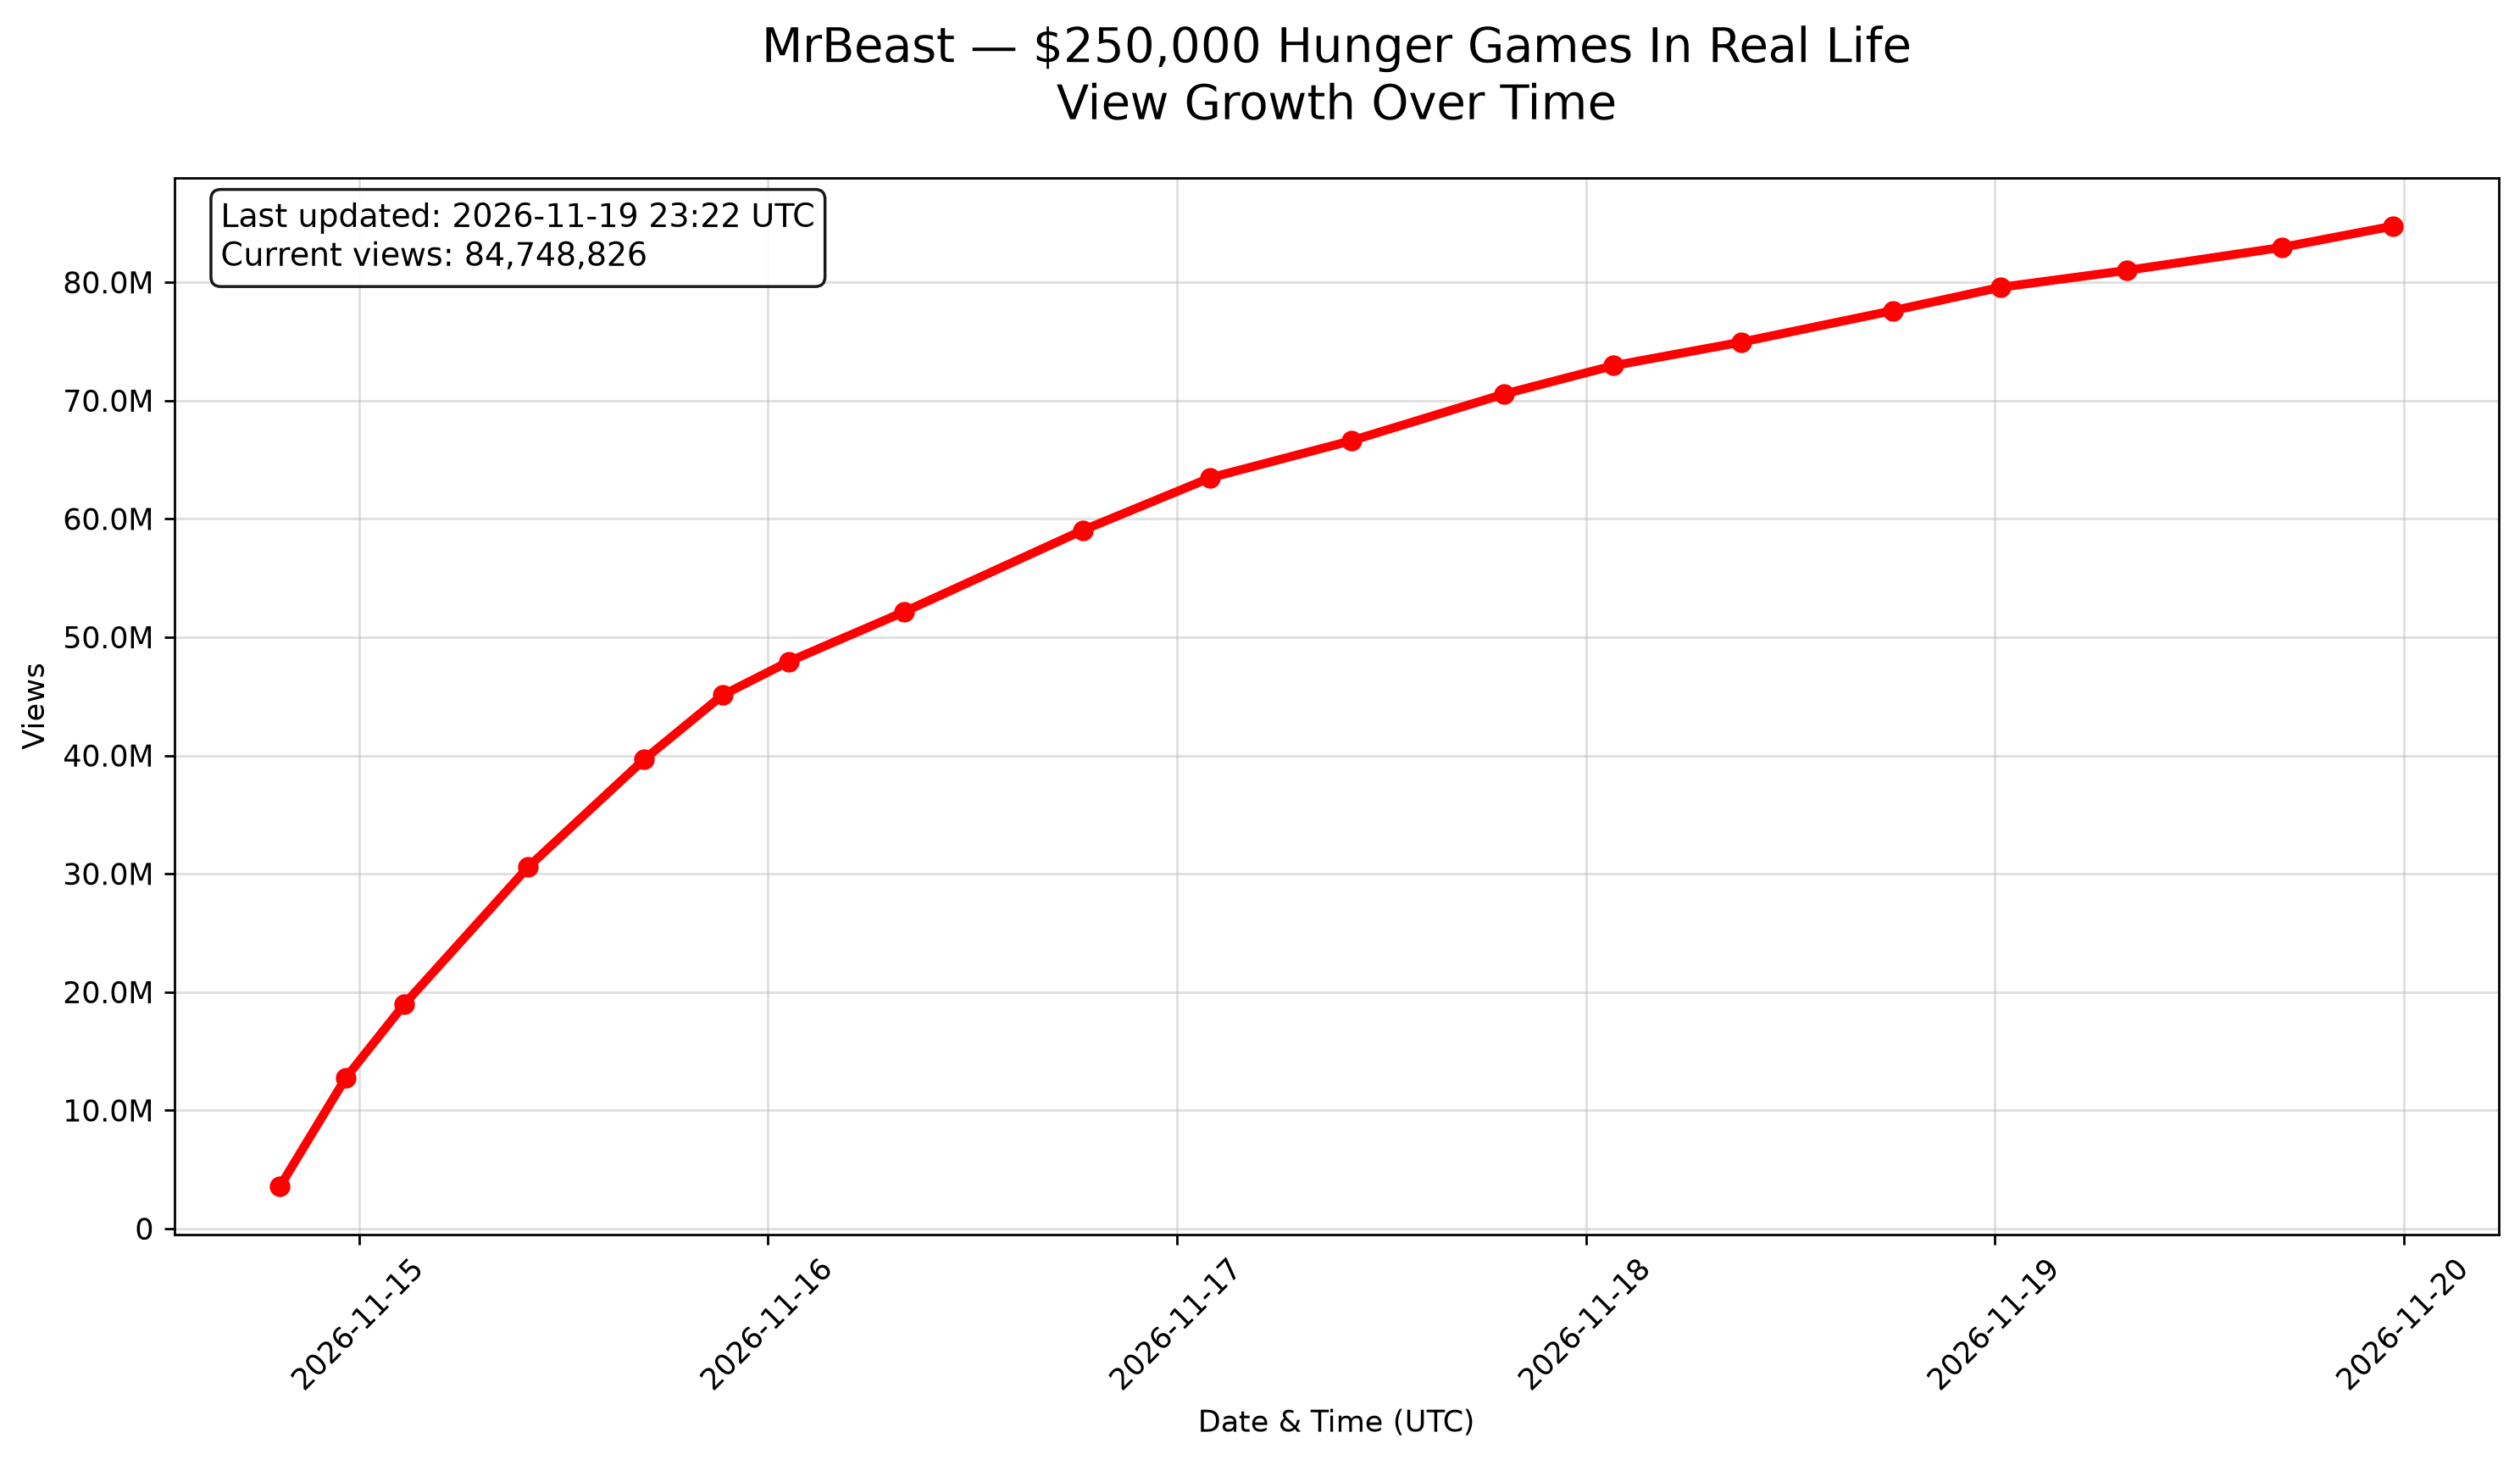 MrBeast — $250,000 Hunger Games In Real Life
View Growth Over Time
Last updated: 2026-11-19 23:22 UTC
Current views: 84,748,826
80.0M
70.0M
60.0M
50.0M
40.0M
30.0M
20.0M
10.0M
0
Views
2026-11-15
2026-11-16
2026-11-17
2026-11-18
2026-11-19
2026-11-20
Date & Time (UTC)